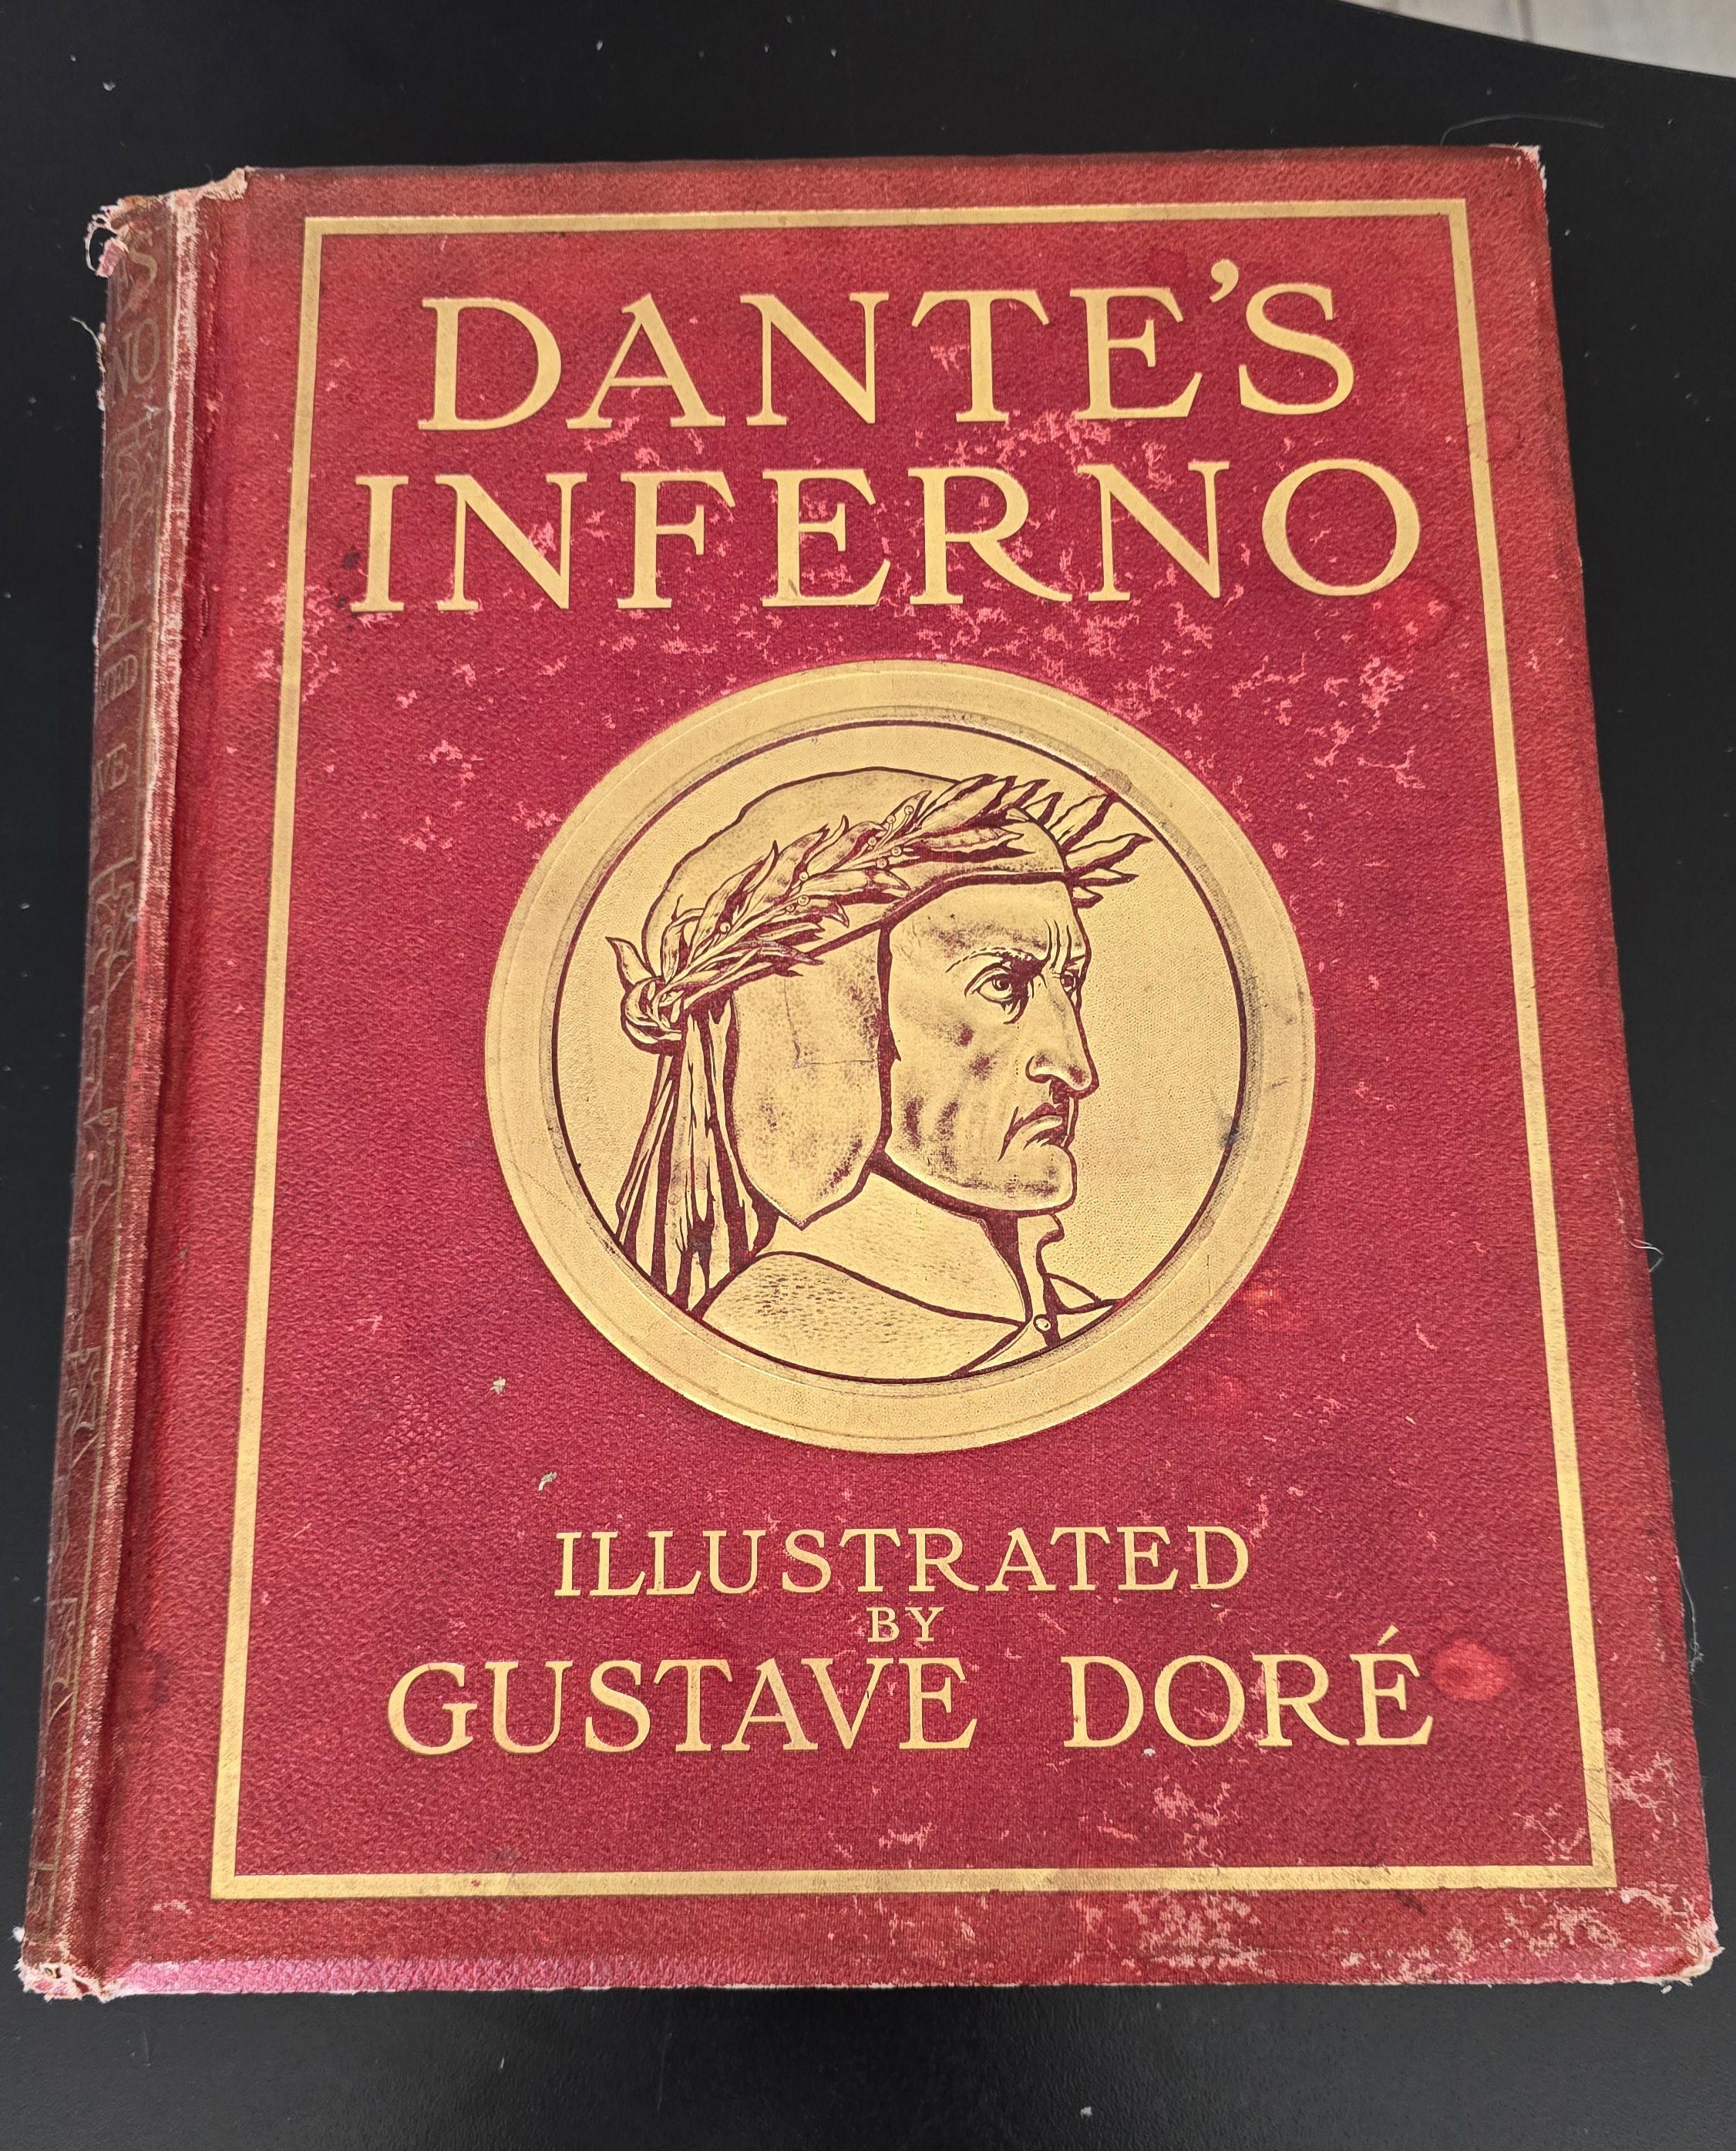 DANTE'S
INFERNO
ILLUSTRATED
BY
GUSTAVE DORÉ